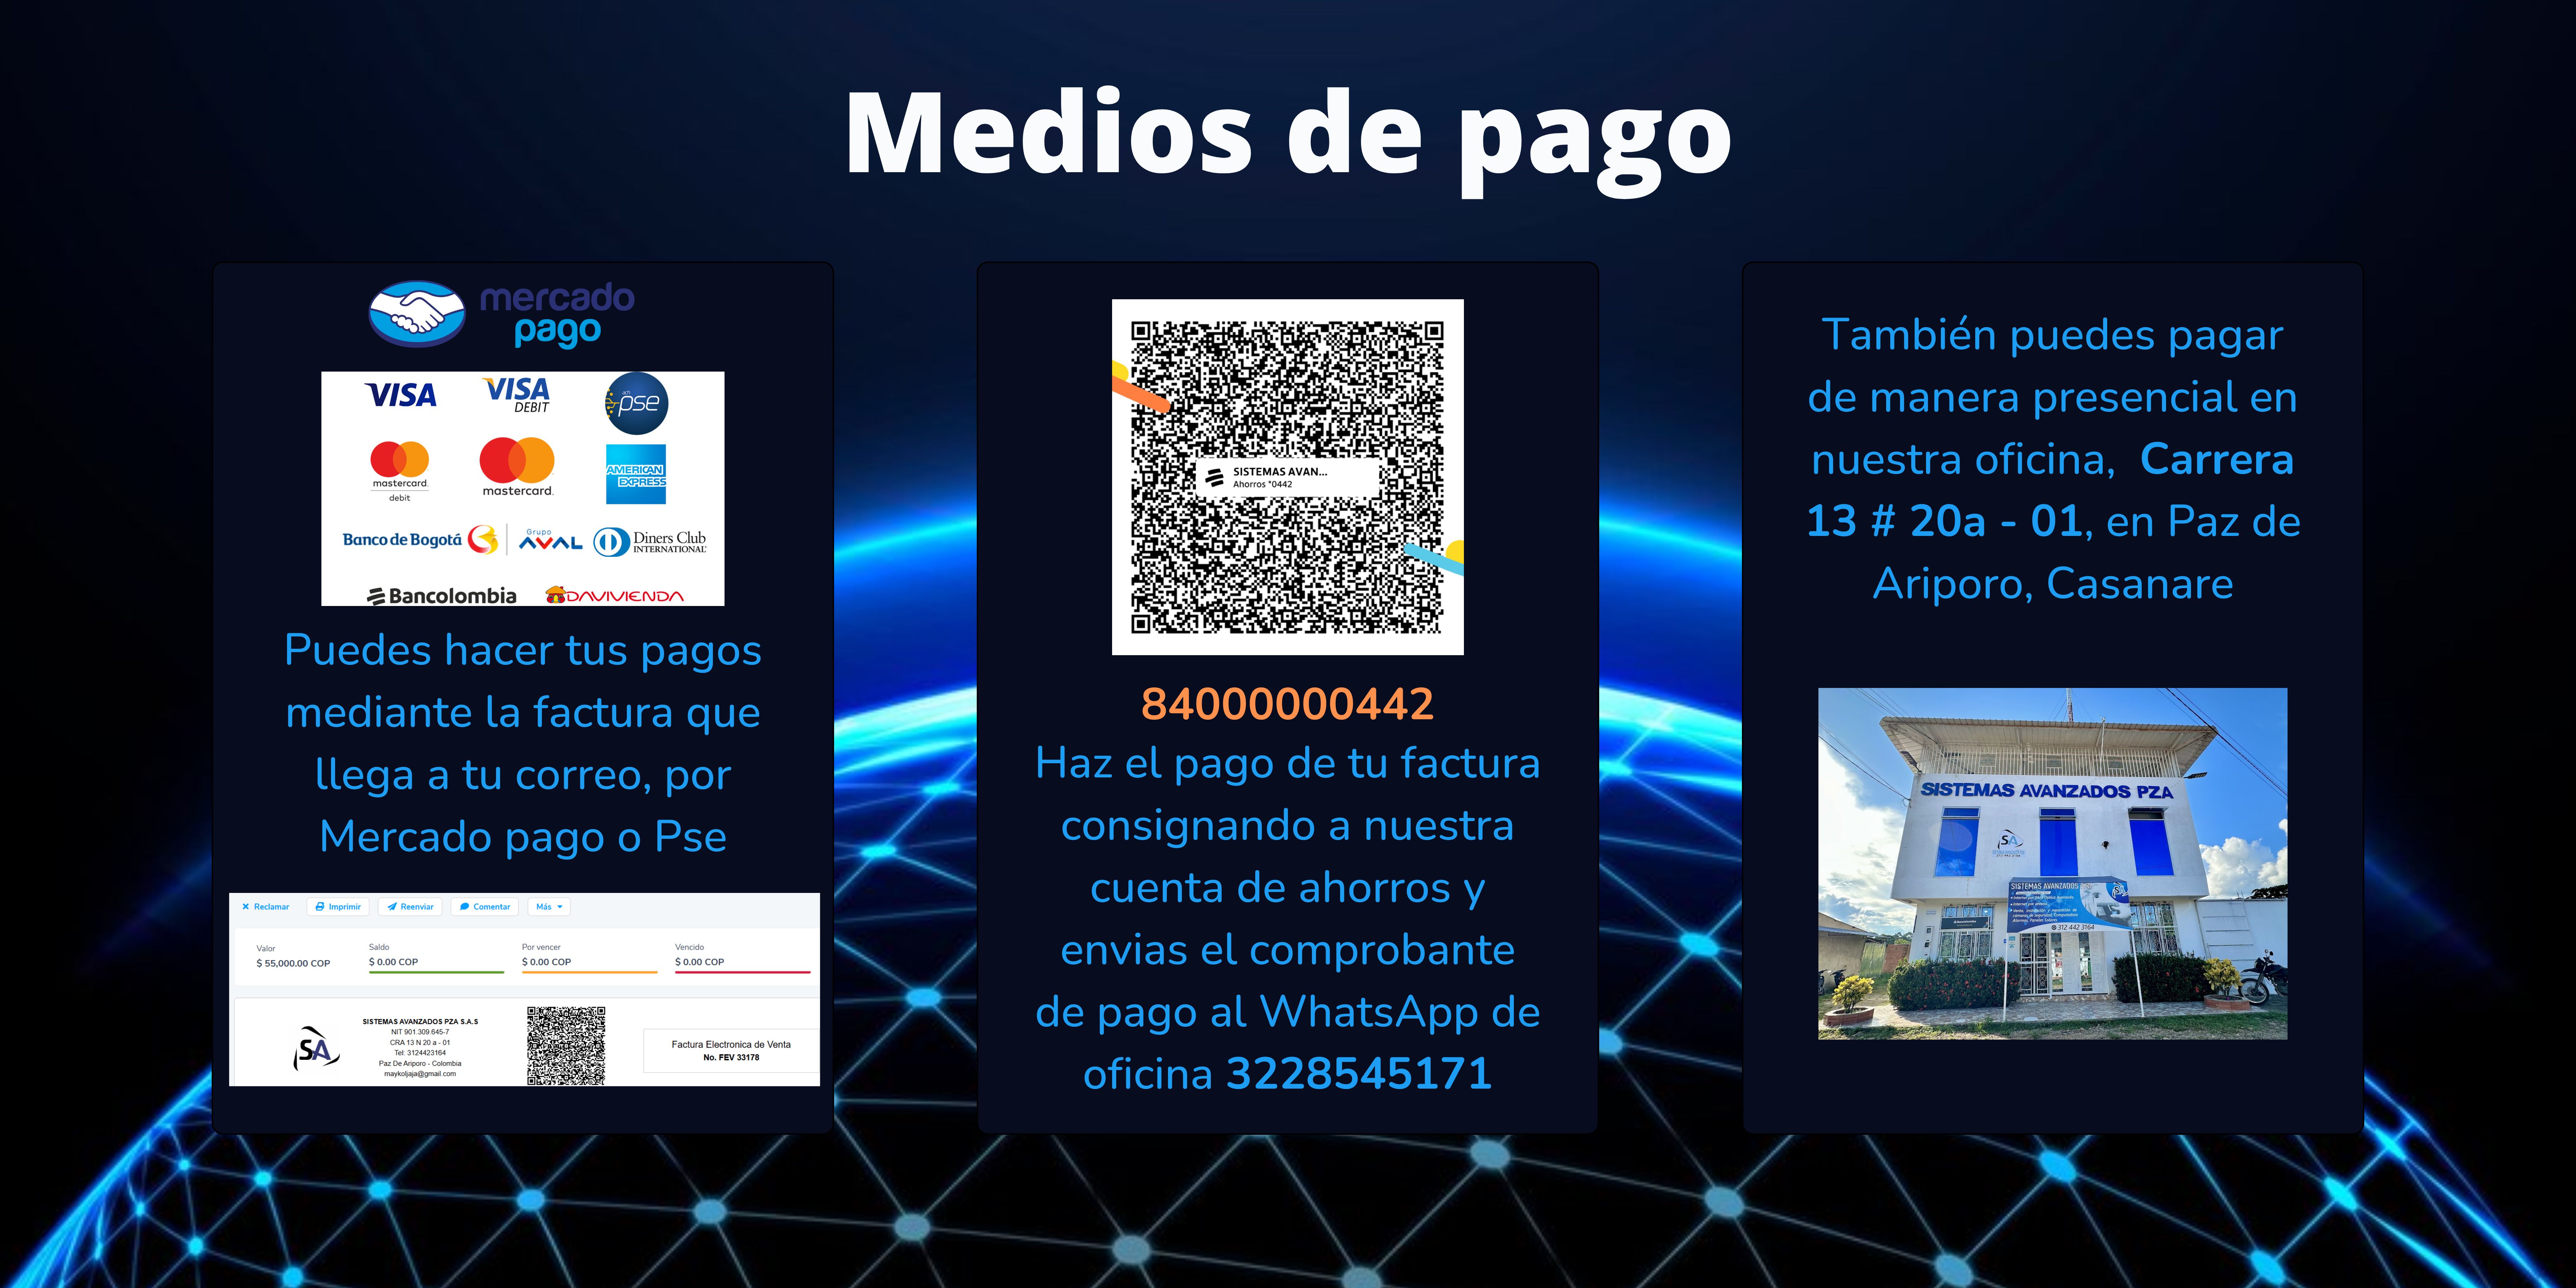 Medios de pago
mercado
pago
VISA
VISA
DEBIT
ach
pse
mastercard.
debit
mastercard.
AMERICAN
EXPRESS
Banco de Bogotá
Grupo
AVAL
Diners Club
INTERNATIONAL
Bancolombia
DAVIVIENDA
Puedes hacer tus pagos
mediante la factura que
llega a tu correo, por
Mercado pago o Pse
Reclamar
Imprimir
Reenviar
Comentar
Más
Valor
$ 55,000.00 COP
Saldo
$ 0.00 COP
Por vencer
$ 0.00 COP
Vencido
$ 0.00 COP
SA
SISTEMAS AVANZADOS PZA S.A.S
NIT 901.309.645-7
CRA 13 N 20 a - 01
Tel: 3124423164
Paz De Ariporo - Colombia
maykoljaja@gmail.com
Factura Electronica de Venta
No. FEV 33178
SISTEMAS AVAN...
Ahorros *0442
84000000442
Haz el pago de tu factura
consignando a nuestra
cuenta de ahorros y
envias el comprobante
de pago al WhatsApp de
oficina 3228545171
También puedes pagar
de manera presencial en
nuestra oficina, Carrera
13 # 20a - 01, en Paz de
Ariporo, Casanare
SISTEMAS AVANZADOS PZA
SA
SISTEMAS AVANZADOS
312 442 3164